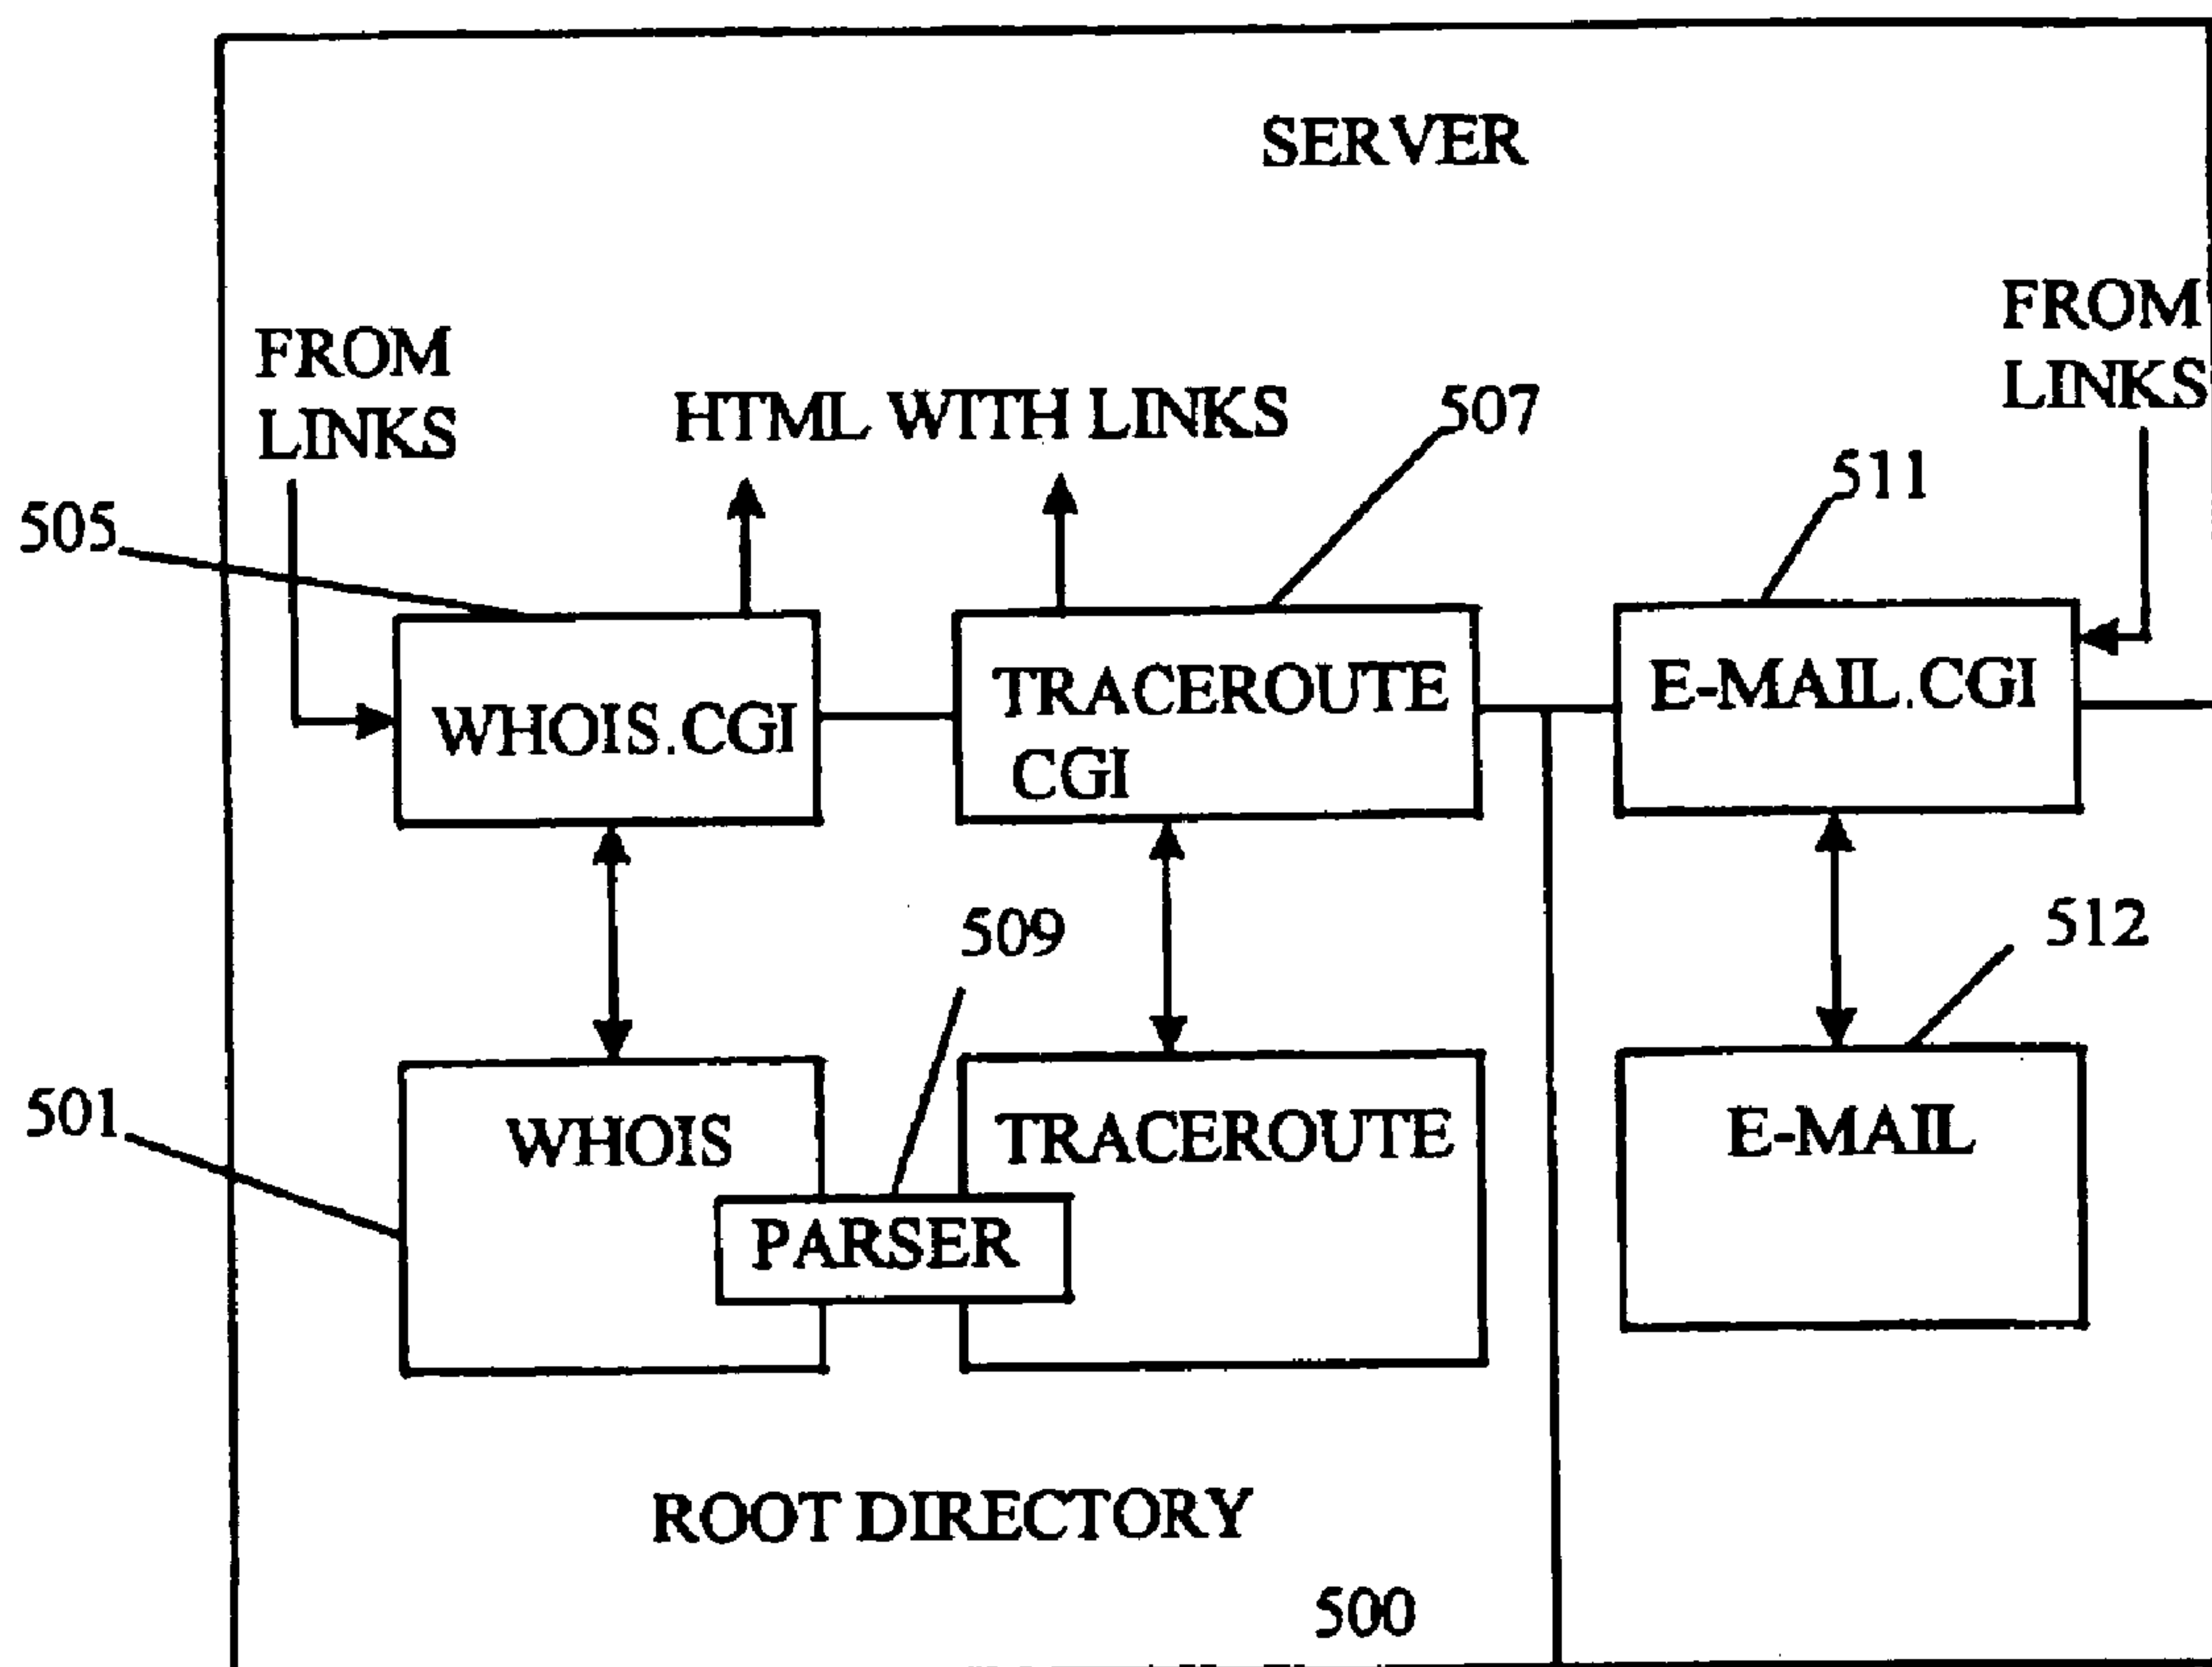 SERVER
FROM
LINKS
FROM
LINKS
HTML WITH LINKS
507
511
505
WHOIS.CGI
TRACEROUTE
CGI
E-MAIL.CGI
509
512
501
WHOIS
TRACEROUTE
E-MAIL
PARSER
ROOT DIRECTORY
500